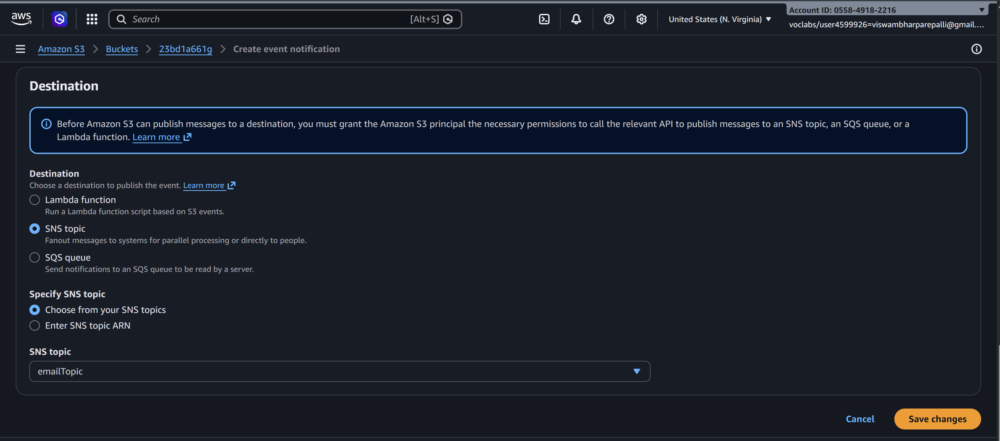 aws
Search
[Alt+S]
United States (N. Virginia)
Account ID: 0558-4918-2216
voclabs/user4599926=viswambharparepalli@gmail....
Amazon S3
Buckets
23bd1a661g
Create event notification
Destination
Before Amazon S3 can publish messages to a destination, you must grant the Amazon S3 principal the necessary permissions to call the relevant API to publish messages to an SNS topic, an SQS queue, or a
Lambda function. Learn more
Destination
Choose a destination to publish the event. Learn more
Lambda function
Run a Lambda function script based on S3 events.
SNS topic
Fanout messages to systems for parallel processing or directly to people.
SQS queue
Send notifications to an SQS queue to be read by a server.
Specify SNS topic
Choose from your SNS topics
Enter SNS topic ARN
SNS topic
emailTopic
Cancel
Save changes